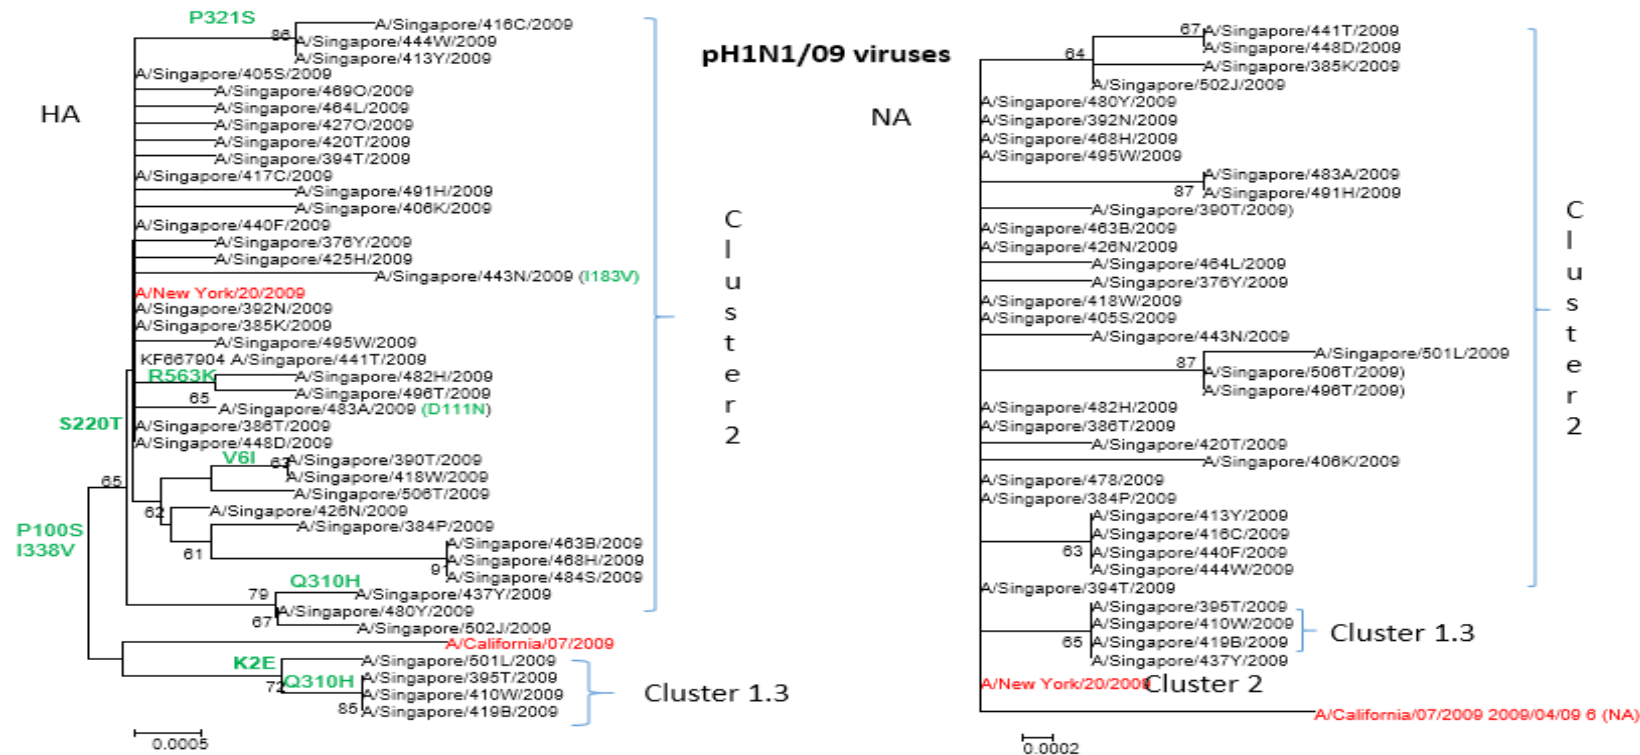 P321S
86
A/Singapore/416C/2009
A/Singapore/444W/2009
A/Singapore/413Y/2009
A/Singapore/405S/2009
A/Singapore/469O/2009
HA
A/Singapore/464L/2009
A/Singapore/427O/2009
A/Singapore/420T/2009
A/Singapore/394T/2009
A/Singapore/417C/2009
A/Singapore/491H/2009
A/Singapore/406K/2009
A/Singapore/440F/2009
A/Singapore/376Y/2009
A/Singapore/425H/2009
A/Singapore/443N/2009 (I183V)
A/New York/20/2009
A/Singapore/392N/2009
A/Singapore/385K/2009
A/Singapore/495W/2009
KF667904 A/Singapore/441T/2009
R563K
A/Singapore/482H/2009
65
A/Singapore/496T/2009
A/Singapore/483A/2009 (D111N)
S220T
A/Singapore/386T/2009
A/Singapore/448D/2009
V6I
63
A/Singapore/390T/2009
A/Singapore/418W/2009
65
A/Singapore/506T/2009
62
A/Singapore/426N/2009
P100S
I338V
A/Singapore/384P/2009
61
A/Singapore/463B/2009
A/Singapore/468H/2009
91
A/Singapore/484S/2009
Q310H
79
A/Singapore/437Y/2009
A/Singapore/480Y/2009
67
A/Singapore/502J/2009
A/California/07/2009
K2E
A/Singapore/501L/2009
72
Q310H
A/Singapore/395T/2009
A/Singapore/410W/2009
85
A/Singapore/419B/2009
Cluster 2
Cluster 1.3
0.0005
pH1N1/09 viruses
NA
67
A/Singapore/441T/2009
A/Singapore/448D/2009
64
A/Singapore/385K/2009
A/Singapore/502J/2009
A/Singapore/480Y/2009
A/Singapore/392N/2009
A/Singapore/468H/2009
A/Singapore/495W/2009
A/Singapore/483A/2009
87
A/Singapore/491H/2009
A/Singapore/390T/2009)
A/Singapore/463B/2009
A/Singapore/426N/2009
A/Singapore/464L/2009
A/Singapore/376Y/2009
A/Singapore/418W/2009
A/Singapore/405S/2009
A/Singapore/443N/2009
A/Singapore/501L/2009
87
A/Singapore/506T/2009)
A/Singapore/496T/2009)
A/Singapore/482H/2009
A/Singapore/386T/2009
A/Singapore/420T/2009
A/Singapore/406K/2009
A/Singapore/478/2009
A/Singapore/384P/2009
A/Singapore/413Y/2009
A/Singapore/416C/2009
63
A/Singapore/440F/2009
A/Singapore/444W/2009
A/Singapore/394T/2009
A/Singapore/395T/2009
A/Singapore/410W/2009
65
A/Singapore/419B/2009
A/Singapore/437Y/2009
Cluster 2
Cluster 1.3
A/New York/20/2009
Cluster 2
A/California/07/2009 2009/04/09 6 (NA)
0.0002